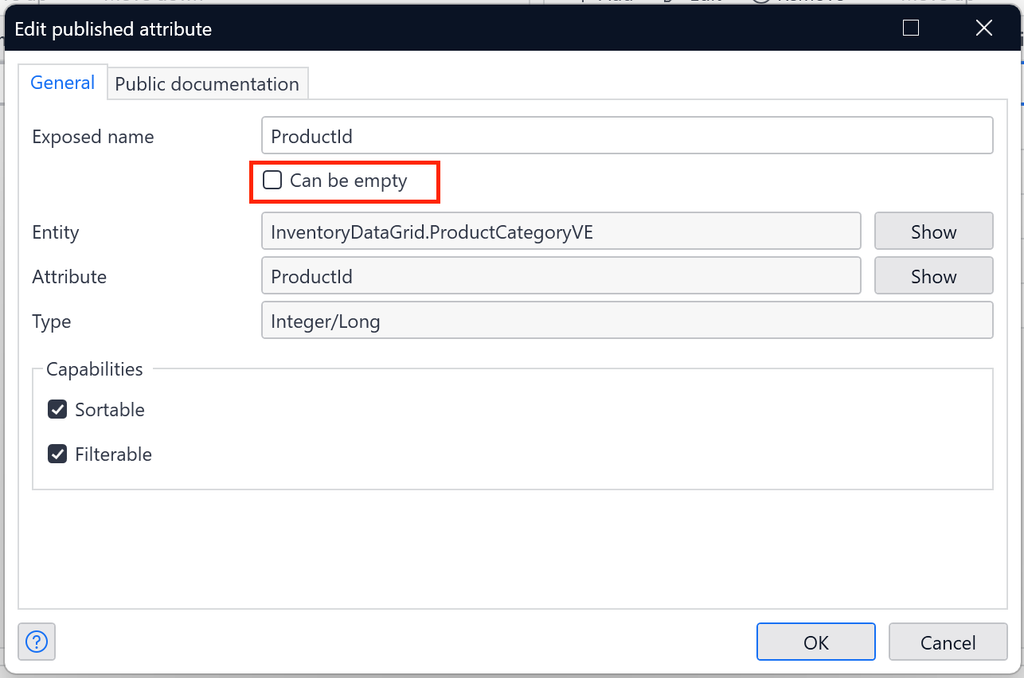 Edit published attribute
General
Public documentation
Exposed name
ProductId
Can be empty
Entity
InventoryDataGrid.ProductCategoryVE
Show
Attribute
ProductId
Show
Type
Integer/Long
Capabilities
Sortable
Filterable
?
OK
Cancel